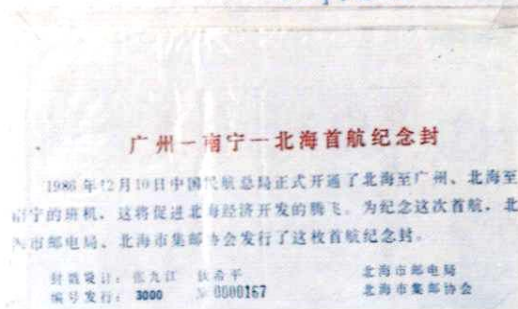 广州—南宁—北海首航纪念封
1986年12月10日中国民航总局正式开通了北海至广州、北海至
南宁的班机，这将促进北海经济开发的腾飞。为纪念这次首航，北
海市邮电局、北海市集邮协会发行了这枚首航纪念封。
封戳设计：张九江 狄希平 北海市邮电局
编号发行：3000 № 0000167 北海市集邮协会